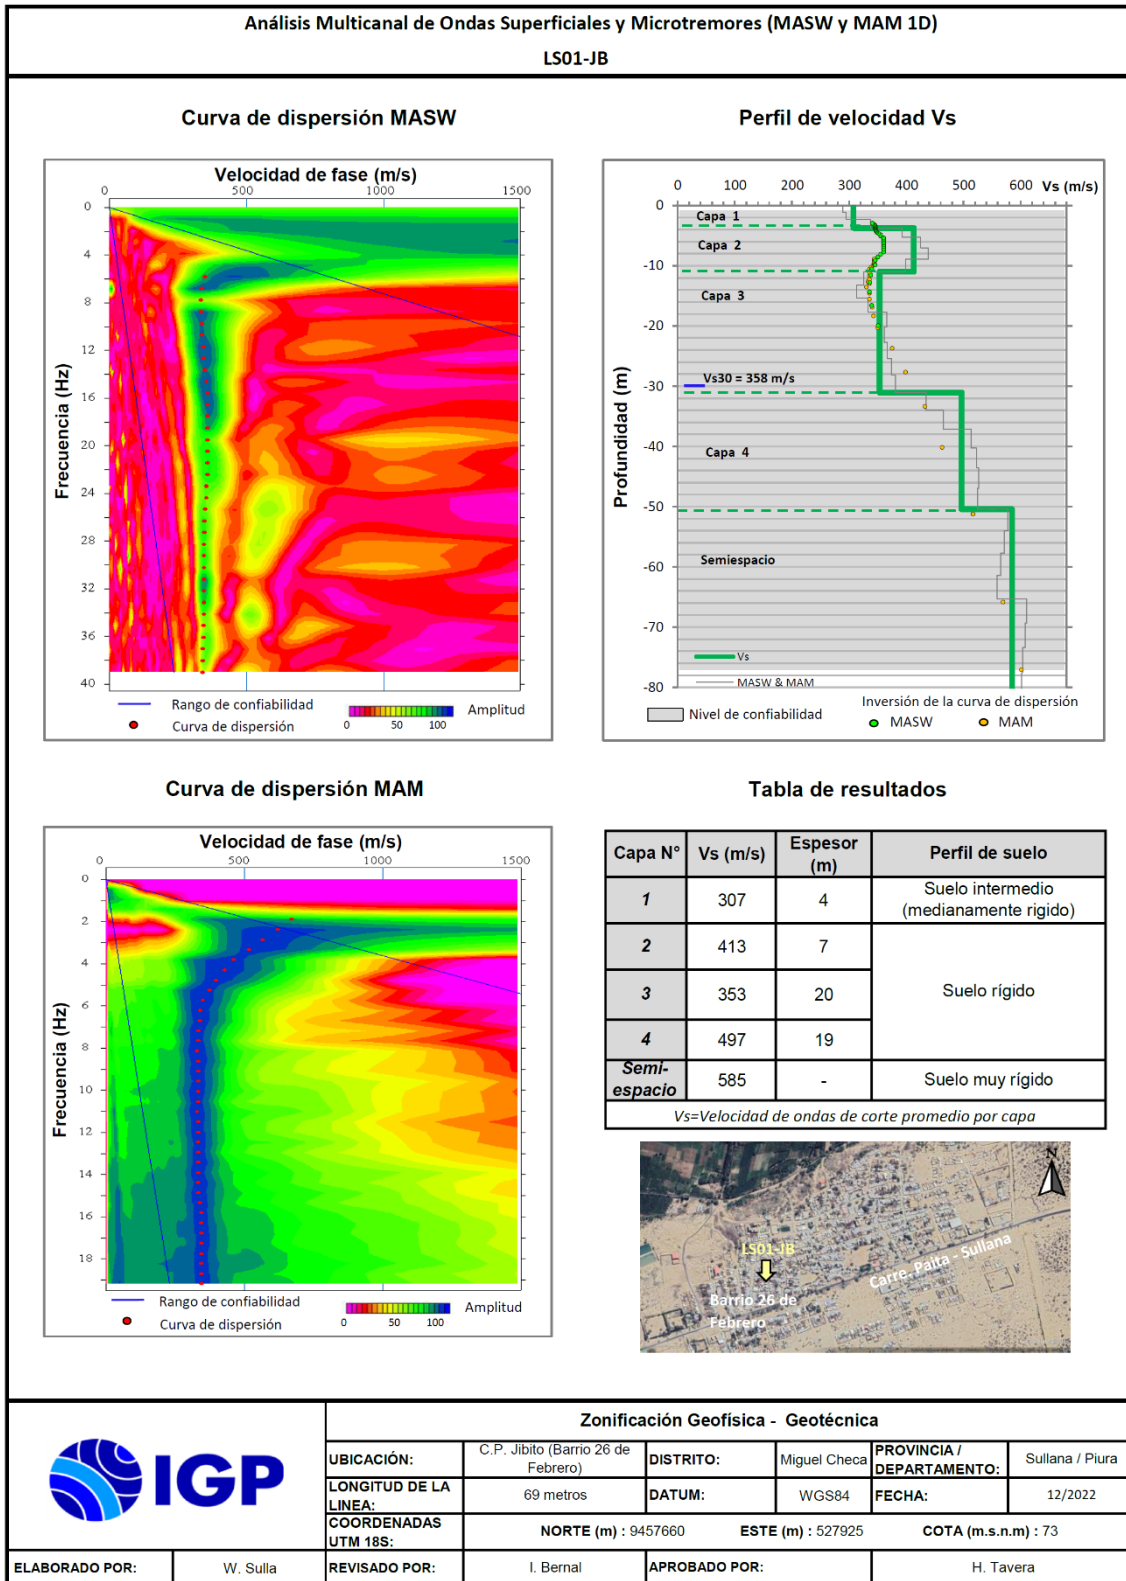 Análisis Multicanal de Ondas Superficiales y Microtremores (MASW y MAM 1D)
LS01-JB
Curva de dispersión MASW
Velocidad de fase (m/s)
0 500 1000 1500
Frecuencia (Hz)
0
4
8
12
16
20
24
28
32
36
40
Rango de confiabilidad
Curva de dispersión
0 50 100
Amplitud
Perfil de velocidad Vs
0 100 200 300 400 500 600 Vs (m/s)
Profundidad (m)
0
-10
-20
-30
-40
-50
-60
-70
-80
Capa 1
Capa 2
Capa 3
Vs30 = 358 m/s
Capa 4
Semiespacio
Vs
MASW & MAM
Nivel de confiabilidad
Inversión de la curva de dispersión
MASW MAM
Curva de dispersión MAM
Velocidad de fase (m/s)
0 500 1000 1500
Frecuencia (Hz)
0
2
4
6
8
10
12
14
16
18
Rango de confiabilidad
Curva de dispersión
0 50 100
Amplitud
Tabla de resultados
Capa N° Vs (m/s) Espesor (m) Perfil de suelo
1 307 4 Suelo intermedio (medianamente rigido)
2 413 7
3 353 20 Suelo rígido
4 497 19
Semi-espacio 585 - Suelo muy rígido
Vs=Velocidad de ondas de corte promedio por capa
N
LS01-JB
Carre. Paita - Sullana
Barrio 26 de
Febrero
IGP
Zonificación Geofísica - Geotécnica
UBICACIÓN: C.P. Jibito (Barrio 26 de Febrero) DISTRITO: Miguel Checa PROVINCIA / DEPARTAMENTO: Sullana / Piura
LONGITUD DE LA LINEA: 69 metros DATUM: WGS84 FECHA: 12/2022
COORDENADAS UTM 18S: NORTE (m) : 9457660 ESTE (m) : 527925 COTA (m.s.n.m) : 73
ELABORADO POR: W. Sulla REVISADO POR: I. Bernal APROBADO POR: H. Tavera